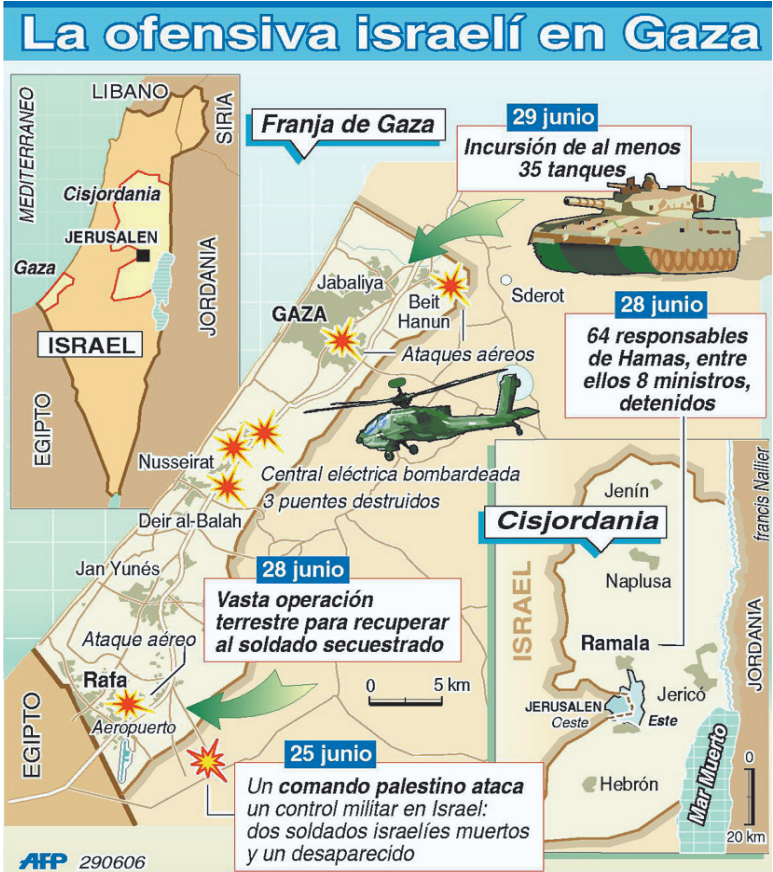 La ofensiva israelí en Gaza
LIBANO
SIRIA
MEDITERRANEO
Cisjordania
JERUSALEN
Gaza
JORDANIA
ISRAEL
EGIPTO
Franja de Gaza
29 junio
Incursión de al menos
35 tanques
Jabaliya
Beit
Hanun
Sderot
GAZA
Ataques aéreos
28 junio
64 responsables
de Hamas, entre
ellos 8 ministros,
detenidos
Nusseirat
Central eléctrica bombardeada
3 puentes destruidos
Deir al-Balah
Jan Yunés
28 junio
Vasta operación
terrestre para recuperar
al soldado secuestrado
Ataque aéreo
Rafa
Aeropuerto
EGIPTO
0 5 km
25 junio
Un comando palestino ataca
un control militar en Israel:
dos soldados israelíes muertos
y un desaparecido
francis Nallier
Jenín
Cisjordania
ISRAEL
Naplusa
Ramala
JORDANIA
JERUSALEN
Oeste
Este
Jericó
Hebrón
Mar Muerto
0
20 km
AFP 290606